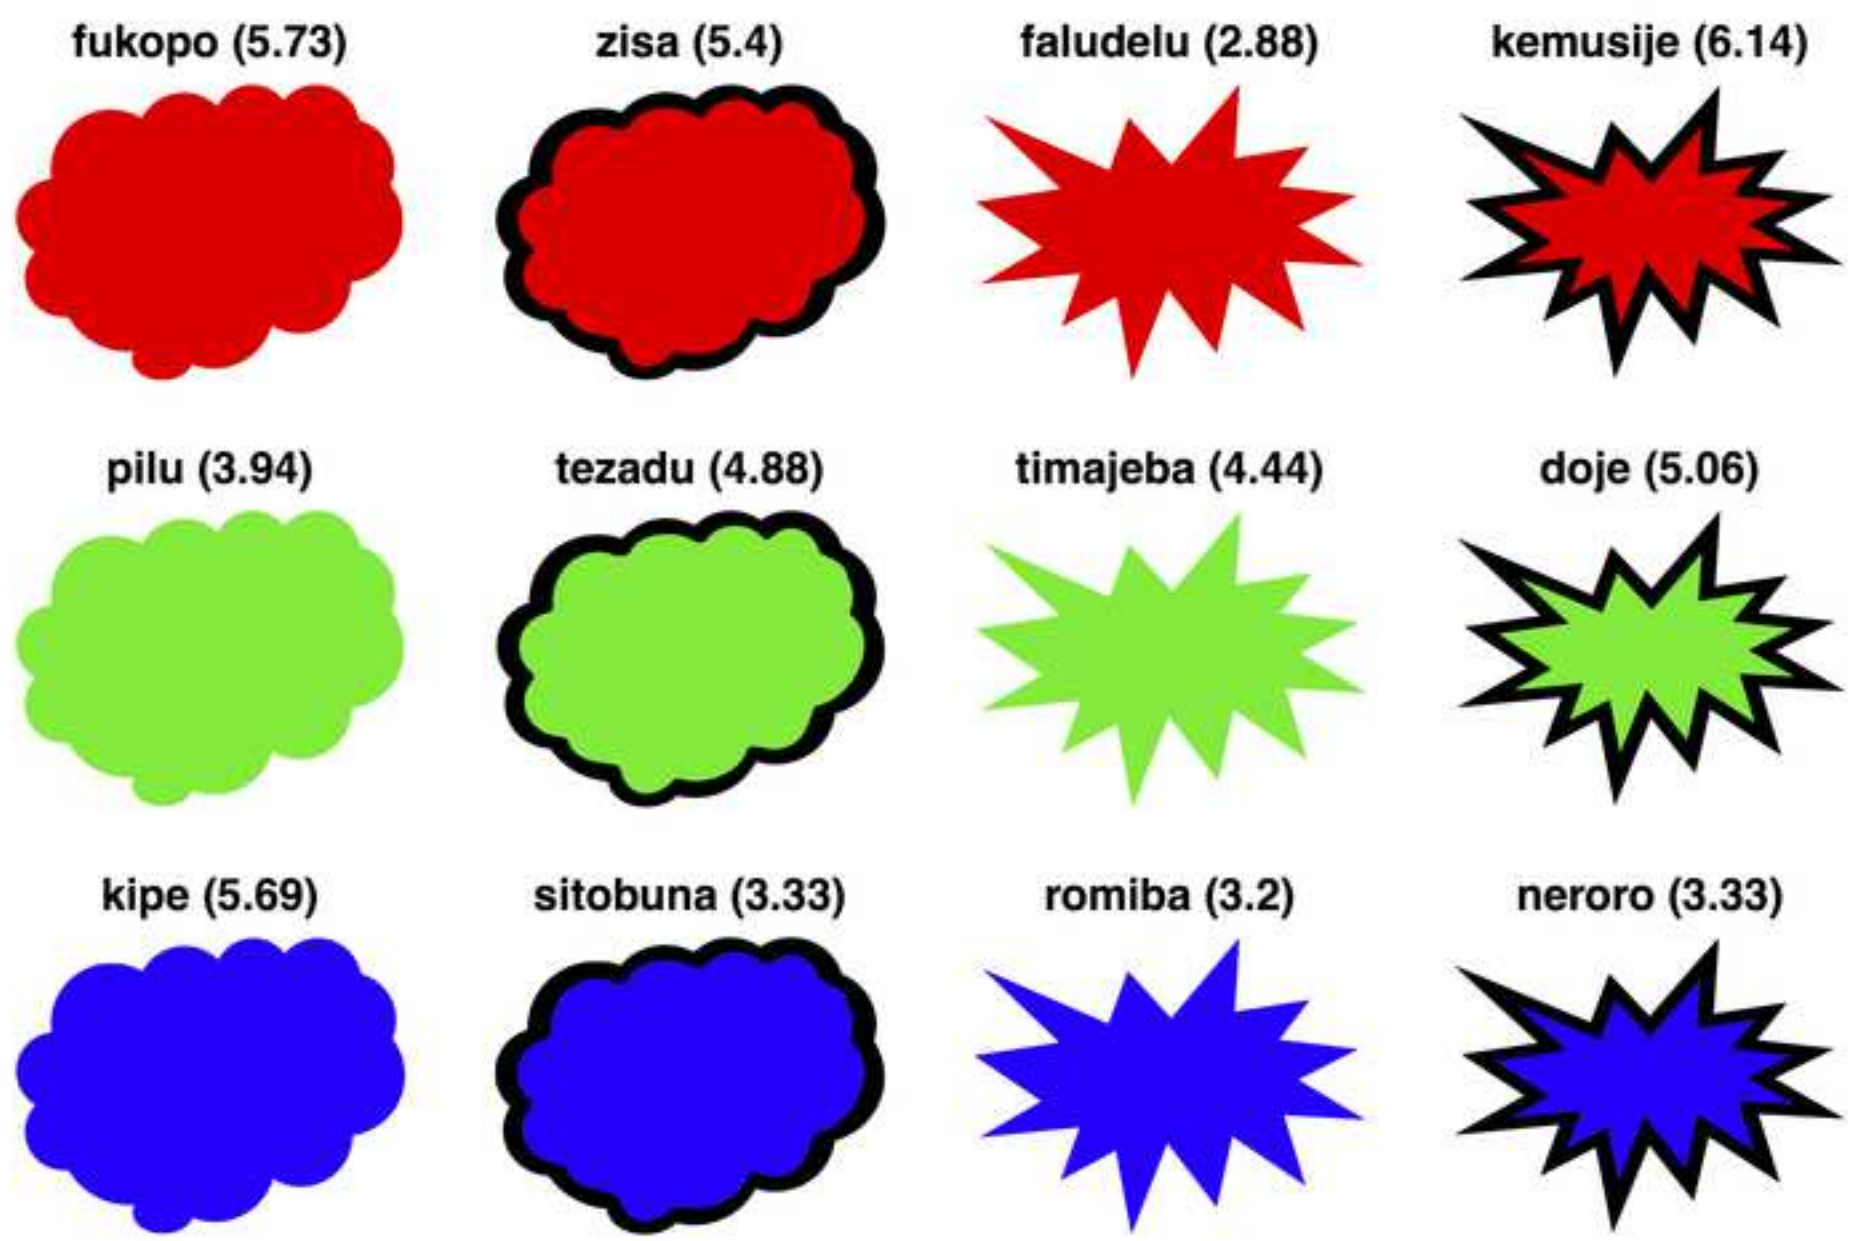 fukopo (5.73) zisa (5.4) faludelu (2.88) kemusije (6.14)
pilu (3.94) tezadu (4.88) timajeba (4.44) doje (5.06)
kipe (5.69) sitobuna (3.33) romiba (3.2) neroro (3.33)